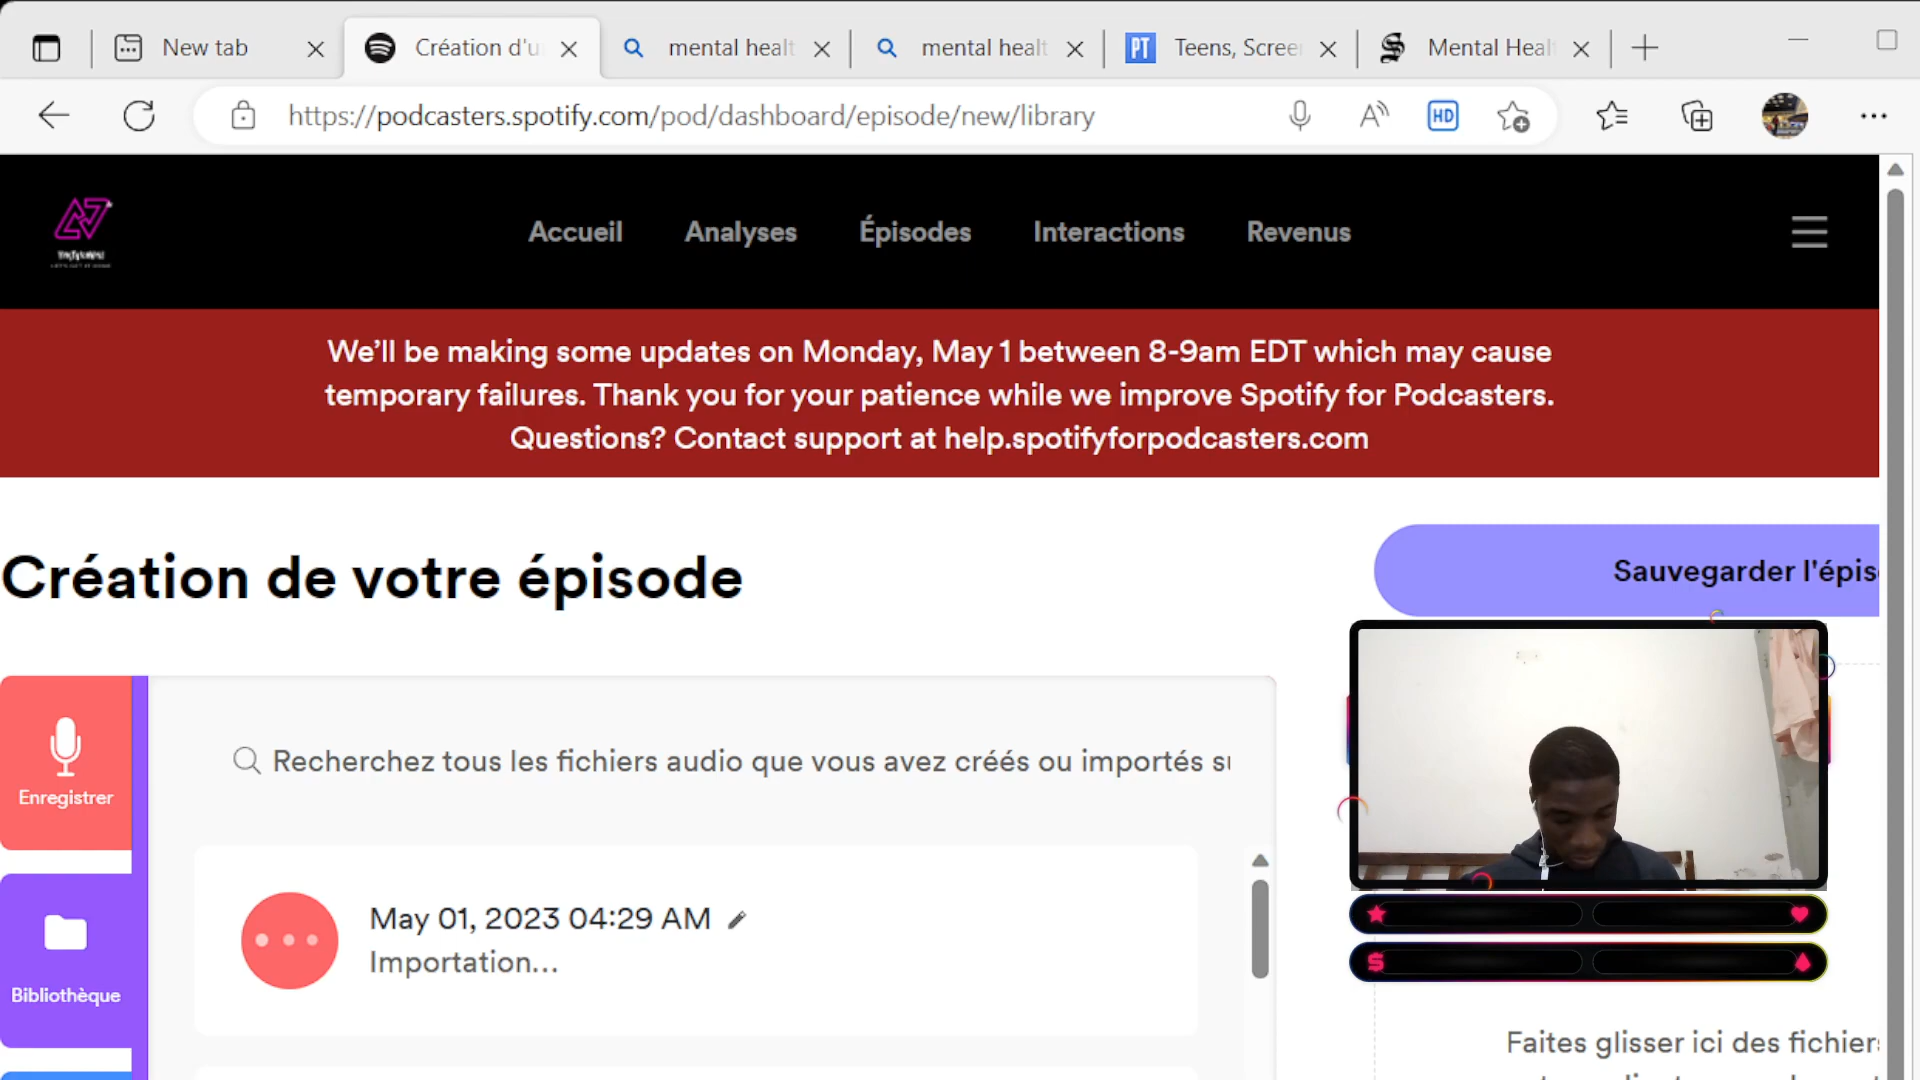 New tab
Création d'u
mental healt
mental healt
PT
Teens, Scree
Mental Heal
https://podcasters.spotify.com/pod/dashboard/episode/new/library
HD
Accueil
Analyses
Épisodes
Interactions
Revenus
We’ll be making some updates on Monday, May 1 between 8-9am EDT which may cause
temporary failures. Thank you for your patience while we improve Spotify for Podcasters.
Questions? Contact support at help.spotifyforpodcasters.com
Création de votre épisode
Sauvegarder l'épis
Enregistrer
Recherchez tous les fichiers audio que vous avez créés ou importés su
May 01, 2023 04:29 AM
Importation...
Bibliothèque
Faites glisser ici des fichiers